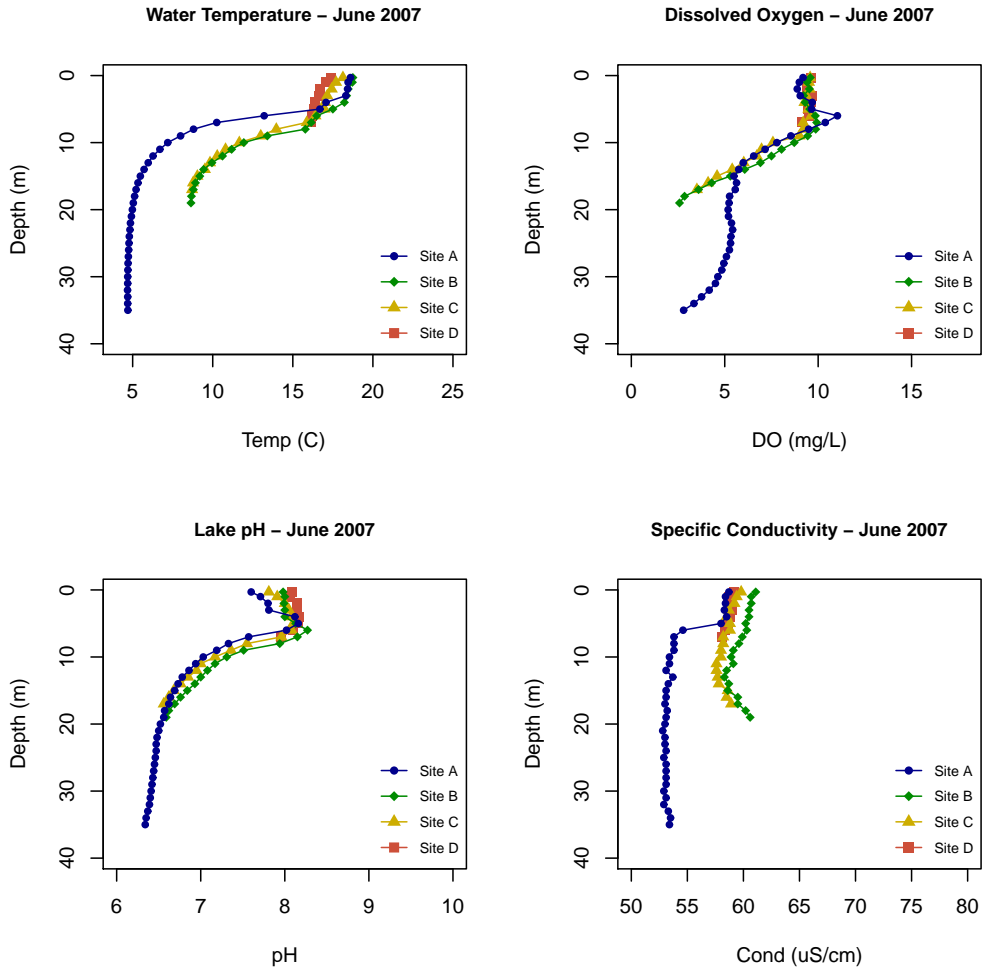 Water Temperature − June 2007
0
10
20
30
40
Depth (m)
Site A
Site B
Site C
Site D
5 10 15 20 25
Temp (C)
Dissolved Oxygen − June 2007
0
10
20
30
40
Depth (m)
Site A
Site B
Site C
Site D
0 5 10 15
DO (mg/L)
Lake pH − June 2007
0
10
20
30
40
Depth (m)
Site A
Site B
Site C
Site D
6 7 8 9 10
pH
Specific Conductivity − June 2007
0
10
20
30
40
Depth (m)
Site A
Site B
Site C
Site D
50 55 60 65 70 75 80
Cond (uS/cm)